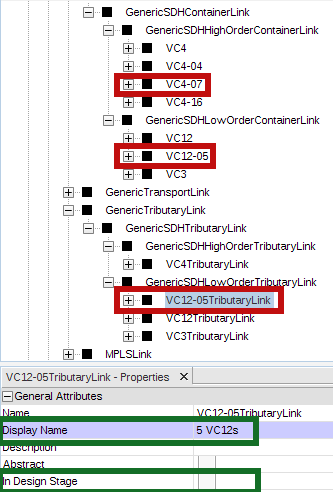 GenericSDHContainerLink
GenericSDHHighOrderContainerLink
VC4
VC4-04
VC4-07
VC4-16
GenericSDHLowOrderContainerLink
VC12
VC12-05
VC3
GenericTransportLink
GenericTributaryLink
GenericSDHTributaryLink
GenericSDHHighOrderTributaryLink
VC4TributaryLink
GenericSDHLowOrderTributaryLink
VC12-05TributaryLink
VC12TributaryLink
VC3TributaryLink
MPLSLink
VC12-05TributaryLink - Properties
General Attributes
Name VC12-05TributaryLink
Display Name 5 VC12s
Description
Abstract
In Design Stage